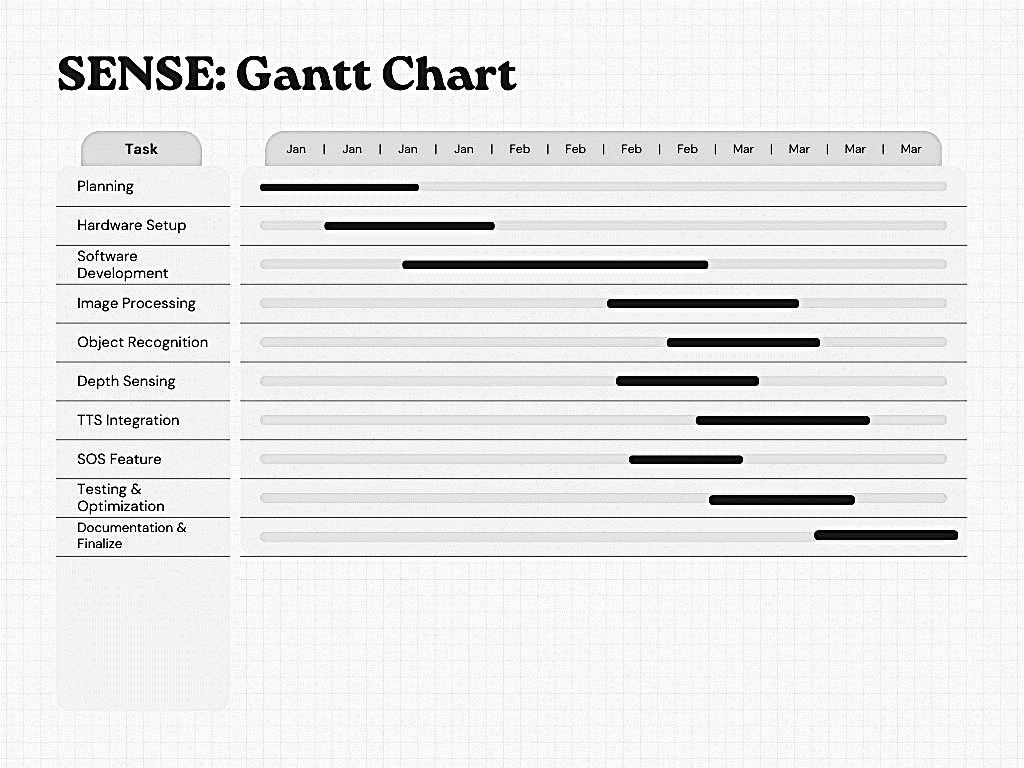 SENSE: Gantt Chart
Task
Jan | Jan | Jan | Jan | Feb | Feb | Feb | Feb | Mar | Mar | Mar | Mar
Planning
Hardware Setup
Software
Development
Image Processing
Object Recognition
Depth Sensing
TTS Integration
SOS Feature
Testing &
Optimization
Documentation &
Finalize